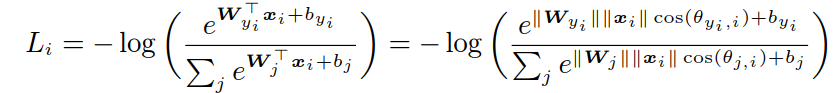 $L_i = -\log\left(\frac{e^{\boldsymbol{W}_{y_i}^{\top}\boldsymbol{x}_i+b_{y_i}}}{\sum_j e^{\boldsymbol{W}_j^{\top}\boldsymbol{x}_i+b_j}}\right) = -\log\left(\frac{e^{\|\boldsymbol{W}_{y_i}\|\|\boldsymbol{x}_i\|\cos(\theta_{y_i,i})+b_{y_i}}}{\sum_j e^{\|\boldsymbol{W}_j\|\|\boldsymbol{x}_i\|\cos(\theta_{j,i})+b_j}}\right)$